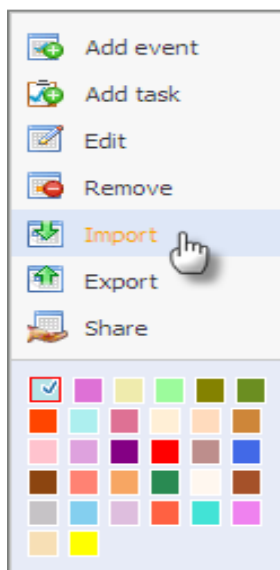 Add event
Add task
Edit
Remove
Import
Export
Share